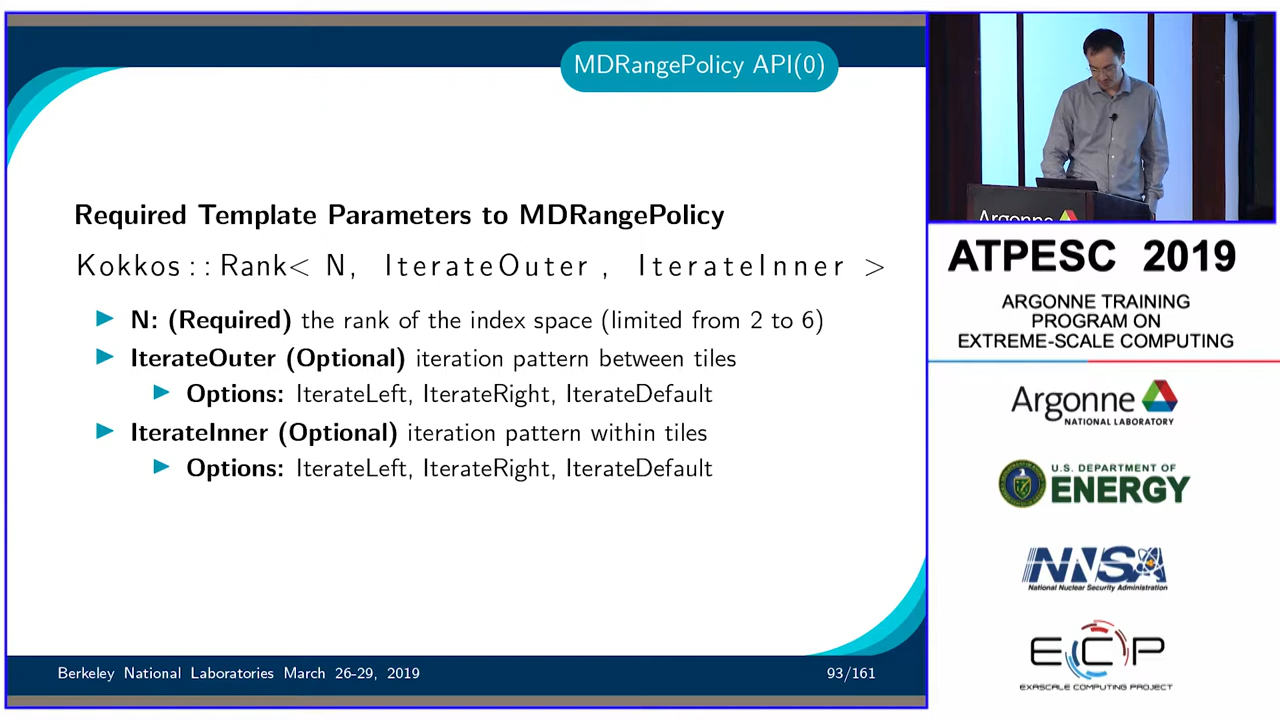 MDRangePolicy API(0)
Required Template Parameters to MDRangePolicy
Kokkos::Rank< N, IterateOuter, IterateInner >
N: (Required) the rank of the index space (limited from 2 to 6)
IterateOuter (Optional) iteration pattern between tiles
Options: IterateLeft, IterateRight, IterateDefault
IterateInner (Optional) iteration pattern within tiles
Options: IterateLeft, IterateRight, IterateDefault
Berkeley National Laboratories March 26-29, 2019
93/161
Argonne
ATPESC 2019
ARGONNE TRAINING
PROGRAM ON
EXTREME-SCALE COMPUTING
Argonne
NATIONAL LABORATORY
U.S. DEPARTMENT OF
ENERGY
NNSA
National Nuclear Security Administration
ECP
EXASCALE COMPUTING PROJECT